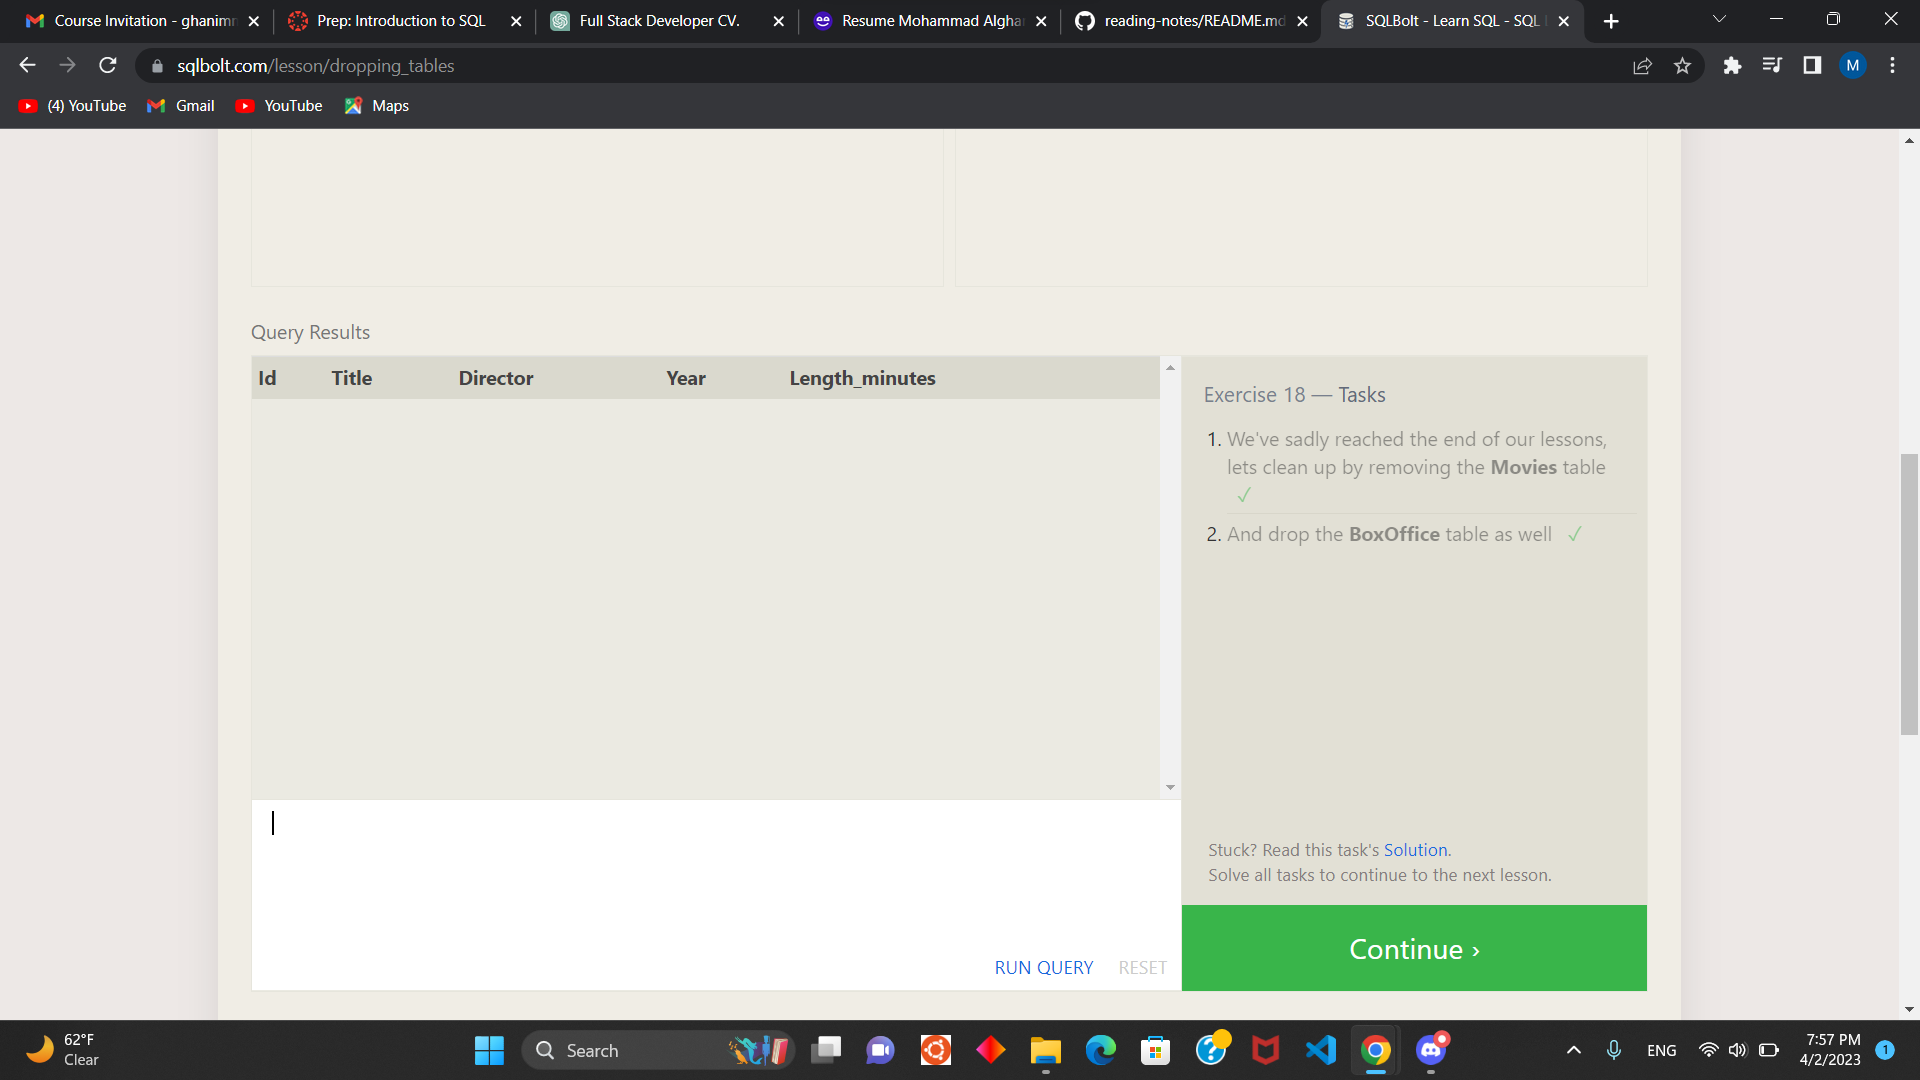 Course Invitation - ghanimn
Prep: Introduction to SQL
Full Stack Developer CV.
Resume Mohammad Algha
reading-notes/README.md
SQLBolt - Learn SQL - SQL
sqlbolt.com/lesson/dropping_tables
M
(4) YouTube
Gmail
YouTube
Maps
Query Results
Id Title Director Year Length_minutes
Exercise 18 — Tasks
1. We've sadly reached the end of our lessons,
lets clean up by removing the Movies table
✓
2. And drop the BoxOffice table as well ✓
Stuck? Read this task's Solution.
Solve all tasks to continue to the next lesson.
RUN QUERY RESET
Continue ›
62°F
Clear
Search
ENG
7:57 PM
4/2/2023
1